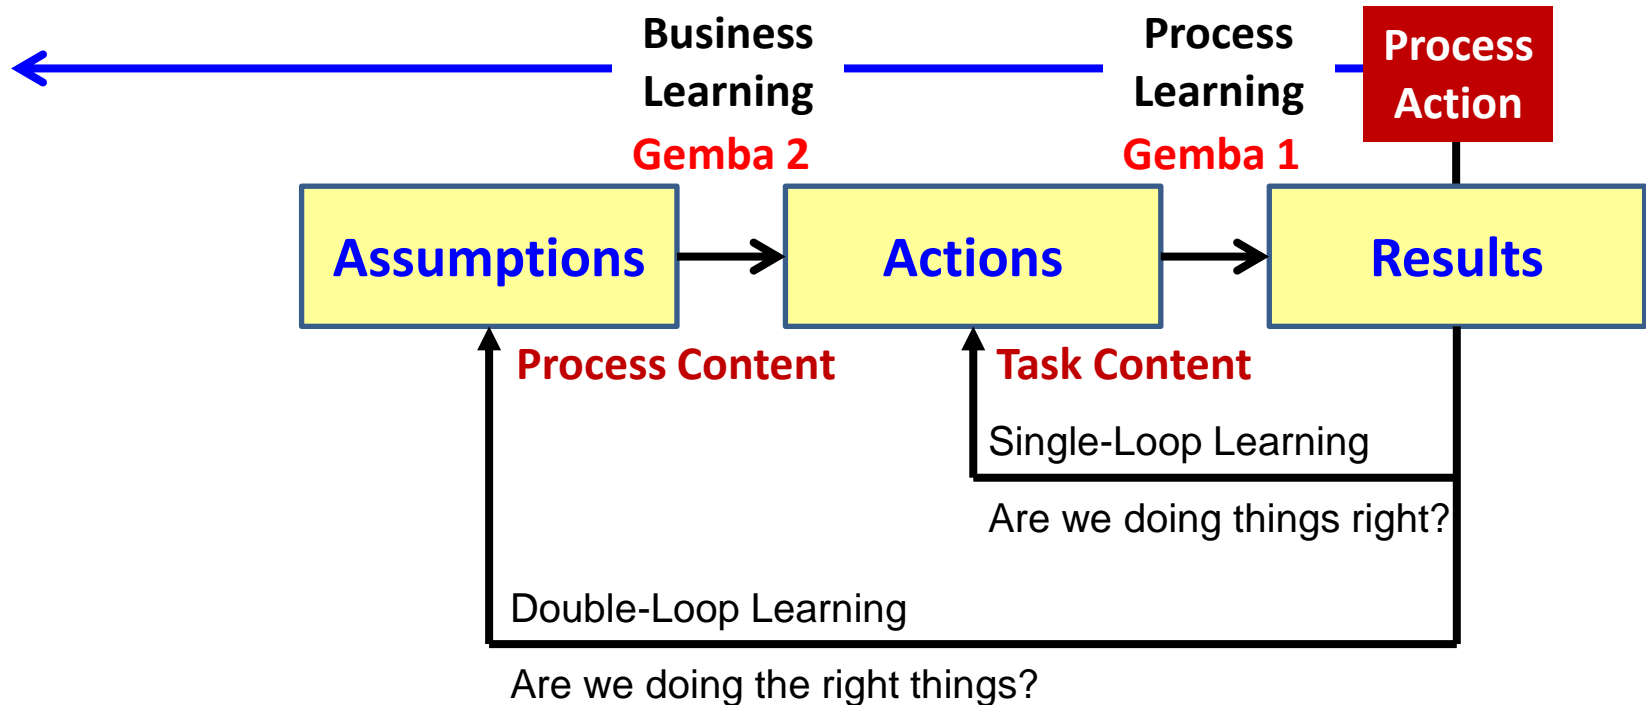 Business
Learning
Process
Learning
Process
Action
Gemba 2
Gemba 1
Assumptions
Actions
Results
Process Content
Task Content
Single-Loop Learning
Are we doing things right?
Double-Loop Learning
Are we doing the right things?